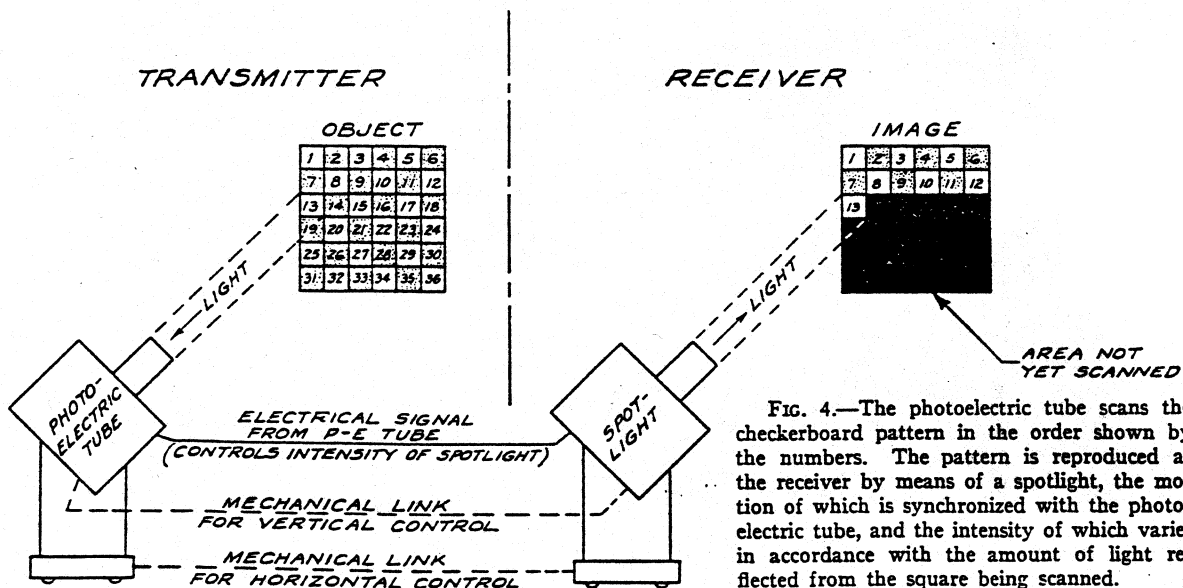 TRANSMITTER
RECEIVER
OBJECT
1 2 3 4 5 6
7 8 9 10 11 12
13 14 15 16 17 18
19 20 21 22 23 24
25 26 27 28 29 30
31 32 33 34 35 36
LIGHT
PHOTO-
ELECTRIC
TUBE
IMAGE
1 2 3 4 5 6
7 8 9 10 11 12
13
LIGHT
AREA NOT
YET SCANNED
SPOT-
LIGHT
ELECTRICAL SIGNAL
FROM P-E TUBE
(CONTROLS INTENSITY OF SPOTLIGHT)
MECHANICAL LINK
FOR VERTICAL CONTROL
MECHANICAL LINK
FOR HORIZONTAL CONTROL
FIG. 4.—The photoelectric tube scans the
checkerboard pattern in the order shown by
the numbers. The pattern is reproduced a
the receiver by means of a spotlight, the mo-
tion of which is synchronized with the photo-
electric tube, and the intensity of which varie
in accordance with the amount of light re-
flected from the square being scanned.